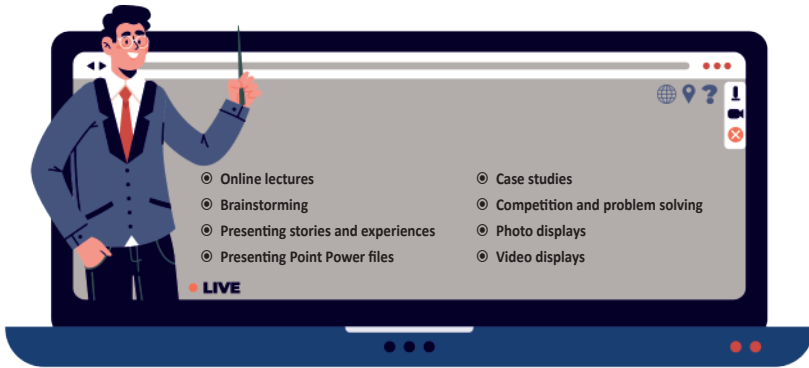 Online lectures
Brainstorming
Presenting stories and experiences
Presenting Point Power files
Case studies
Competition and problem solving
Photo displays
Video displays
LIVE